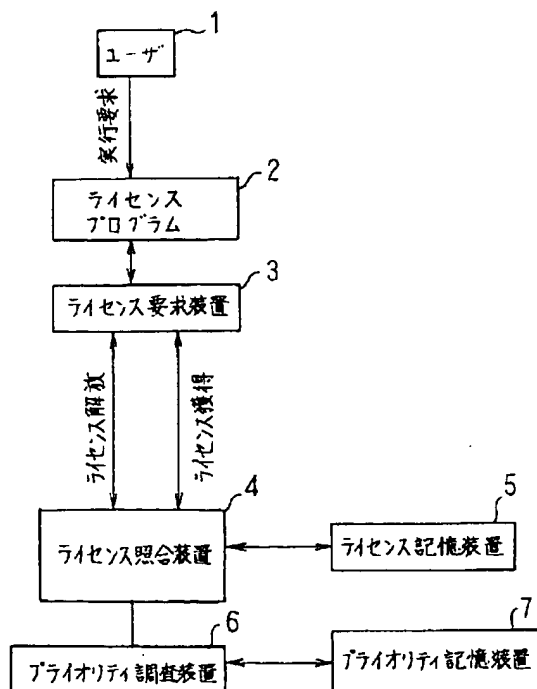 1
ユーザ
実行要求
2
ライセンス
プログラム
3
ライセンス要求装置
ライセンス解放
ライセンス獲得
4
ライセンス照合装置
5
ライセンス記憶装置
6
プライオリティ調査装置
7
プライオリティ記憶装置